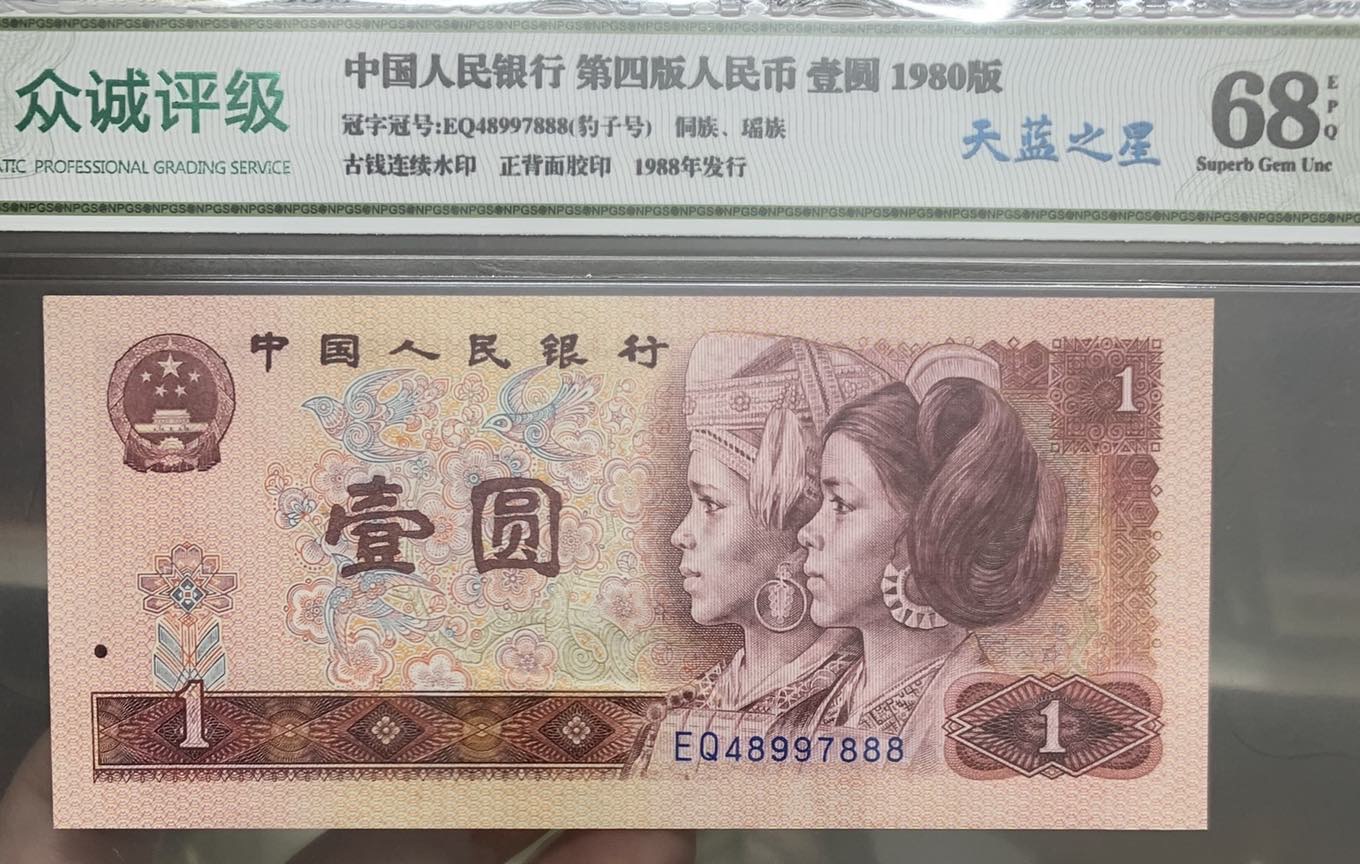 众诚评级
ATIC PROFESSIONAL GRADING SERVICE
中国人民银行 第四版人民币 壹圆 1980版
冠字冠号:EQ48997888(豹子号) 侗族、瑶族
古钱连续水印 正背面胶印 1988年发行
天蓝之星
68 EPQ
Superb Gem Unc
中国人民银行
1
壹圆
1
EQ48997888
1